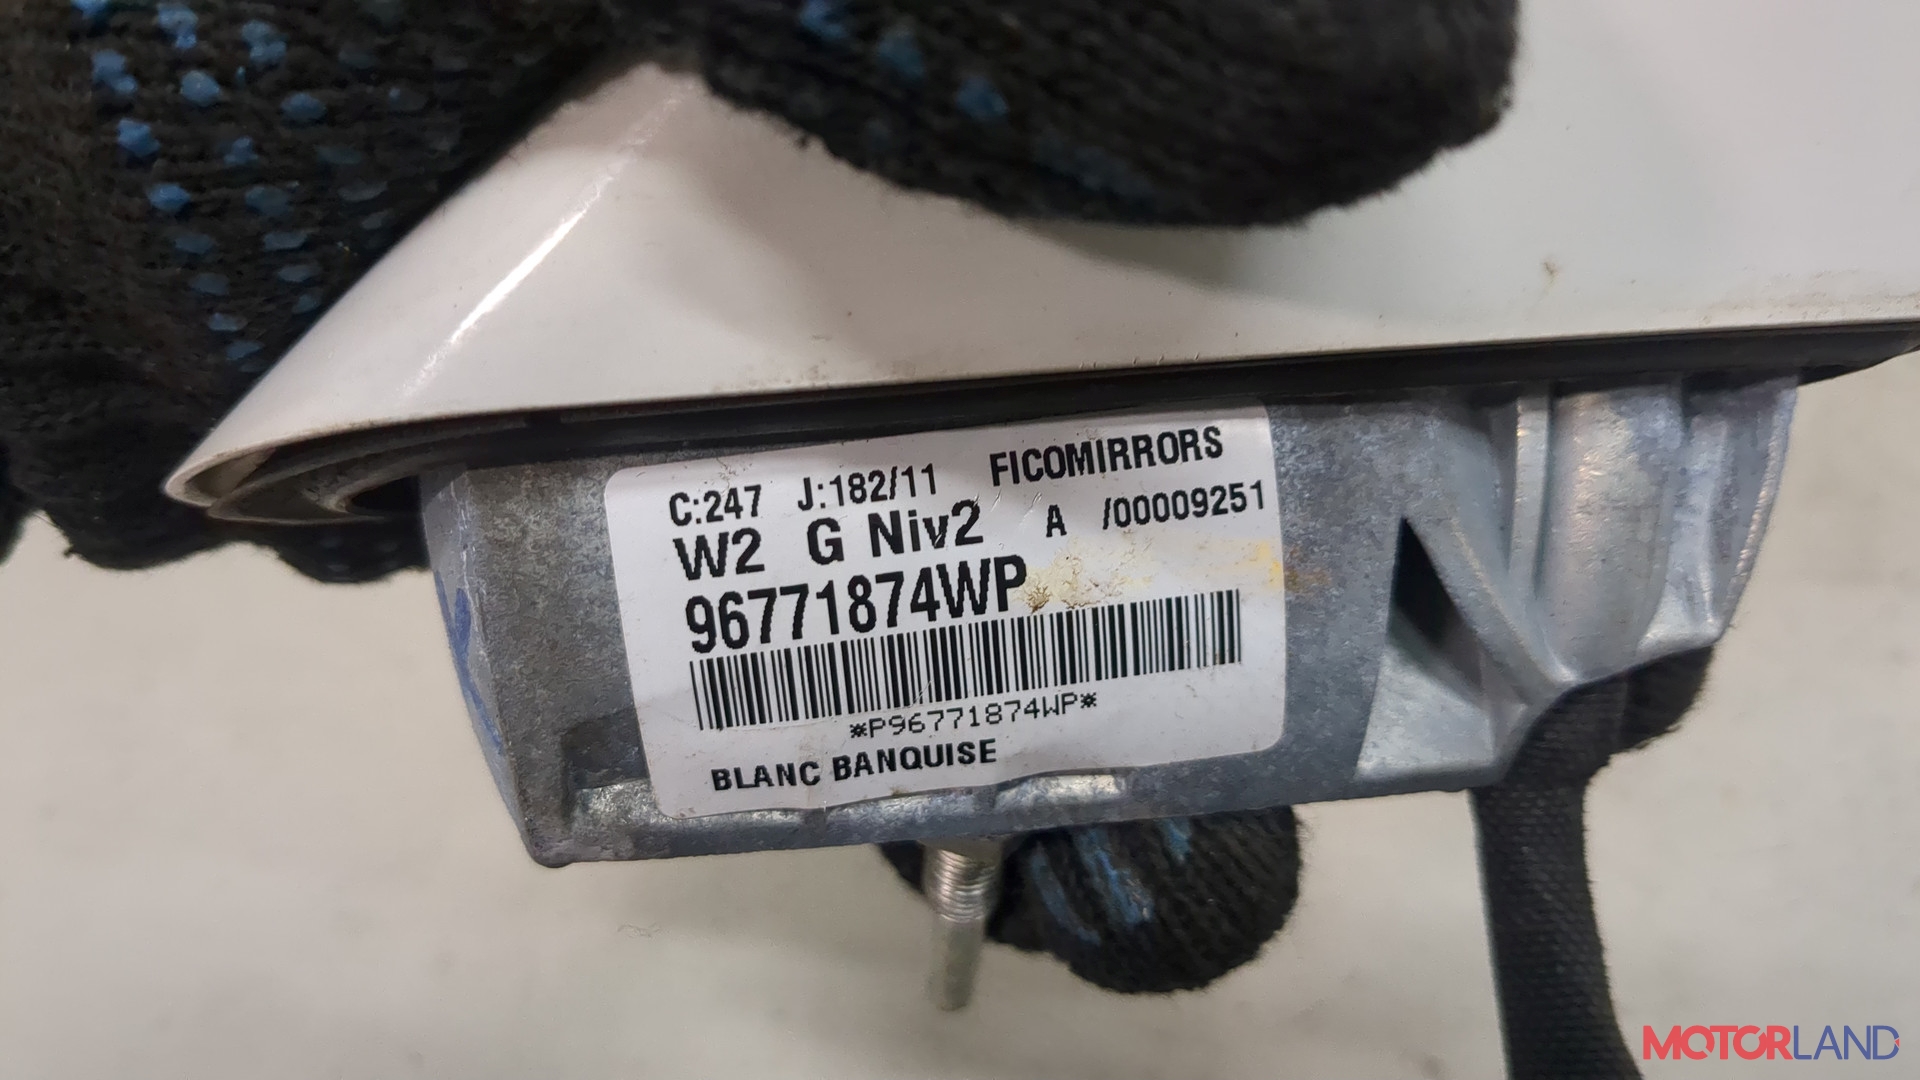 C:247 J:182/11 FICOMIRRORS
W2 G Niv2 A /00009251
96771874WP
*P96771874WP*
BLANC BANQUISE
MOTORLAND